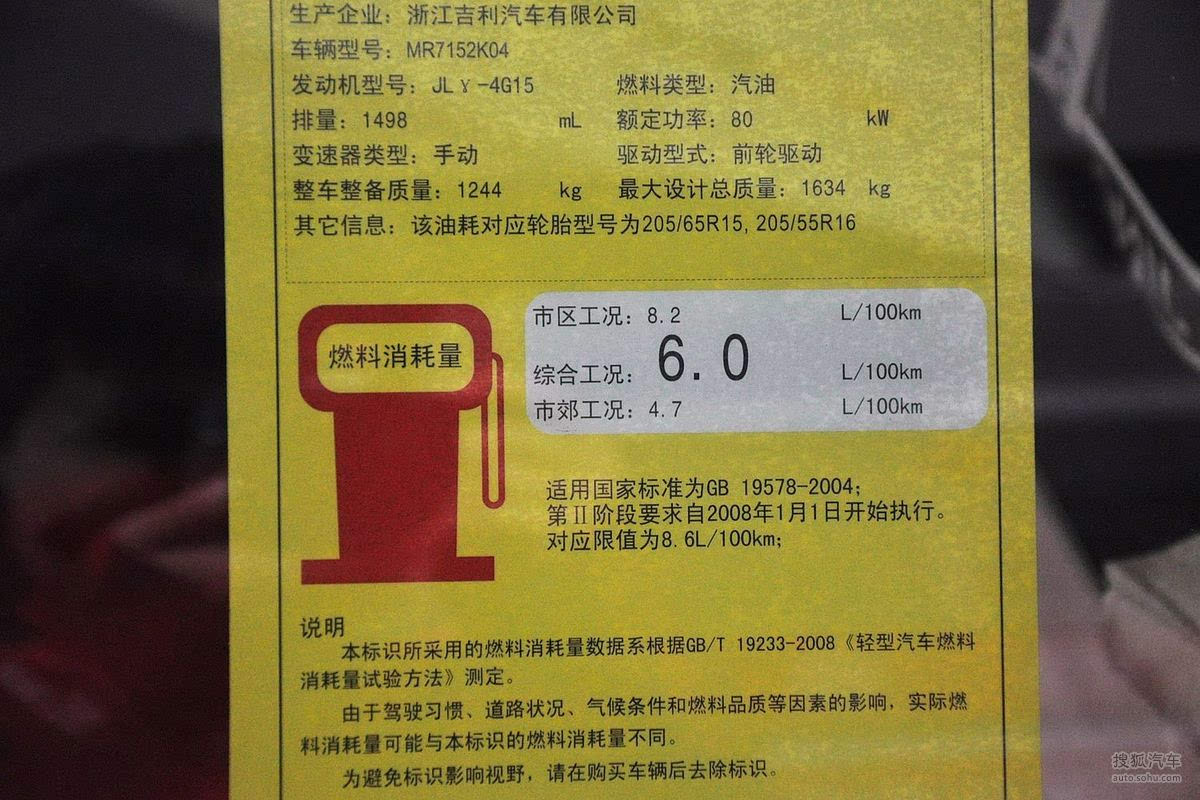 生产企业：浙江吉利汽车有限公司
车辆型号：MR7152K04
发动机型号：JLγ-4G15 燃料类型：汽油
排量：1498 mL 额定功率：80 kW
变速器类型：手动 驱动型式：前轮驱动
整车整备质量：1244 kg 最大设计总质量：1634 kg
其它信息：该油耗对应轮胎型号为205/65R15, 205/55R16
燃料消耗量
市区工况：8.2 L/100km
综合工况：6.0 L/100km
市郊工况：4.7 L/100km
适用国家标准为GB 19578-2004；
第Ⅱ阶段要求自2008年1月1日开始执行。
对应限值为8.6L/100km；
说明
本标识所采用的燃料消耗量数据系根据GB/T 19233-2008《轻型汽车燃料
消耗量试验方法》测定。
由于驾驶习惯、道路状况、气候条件和燃料品质等因素的影响，实际燃
料消耗量可能与本标识的燃料消耗量不同。
为避免标识影响视野，请在购买车辆后去除标识。
搜狐汽车
auto.sohu.com